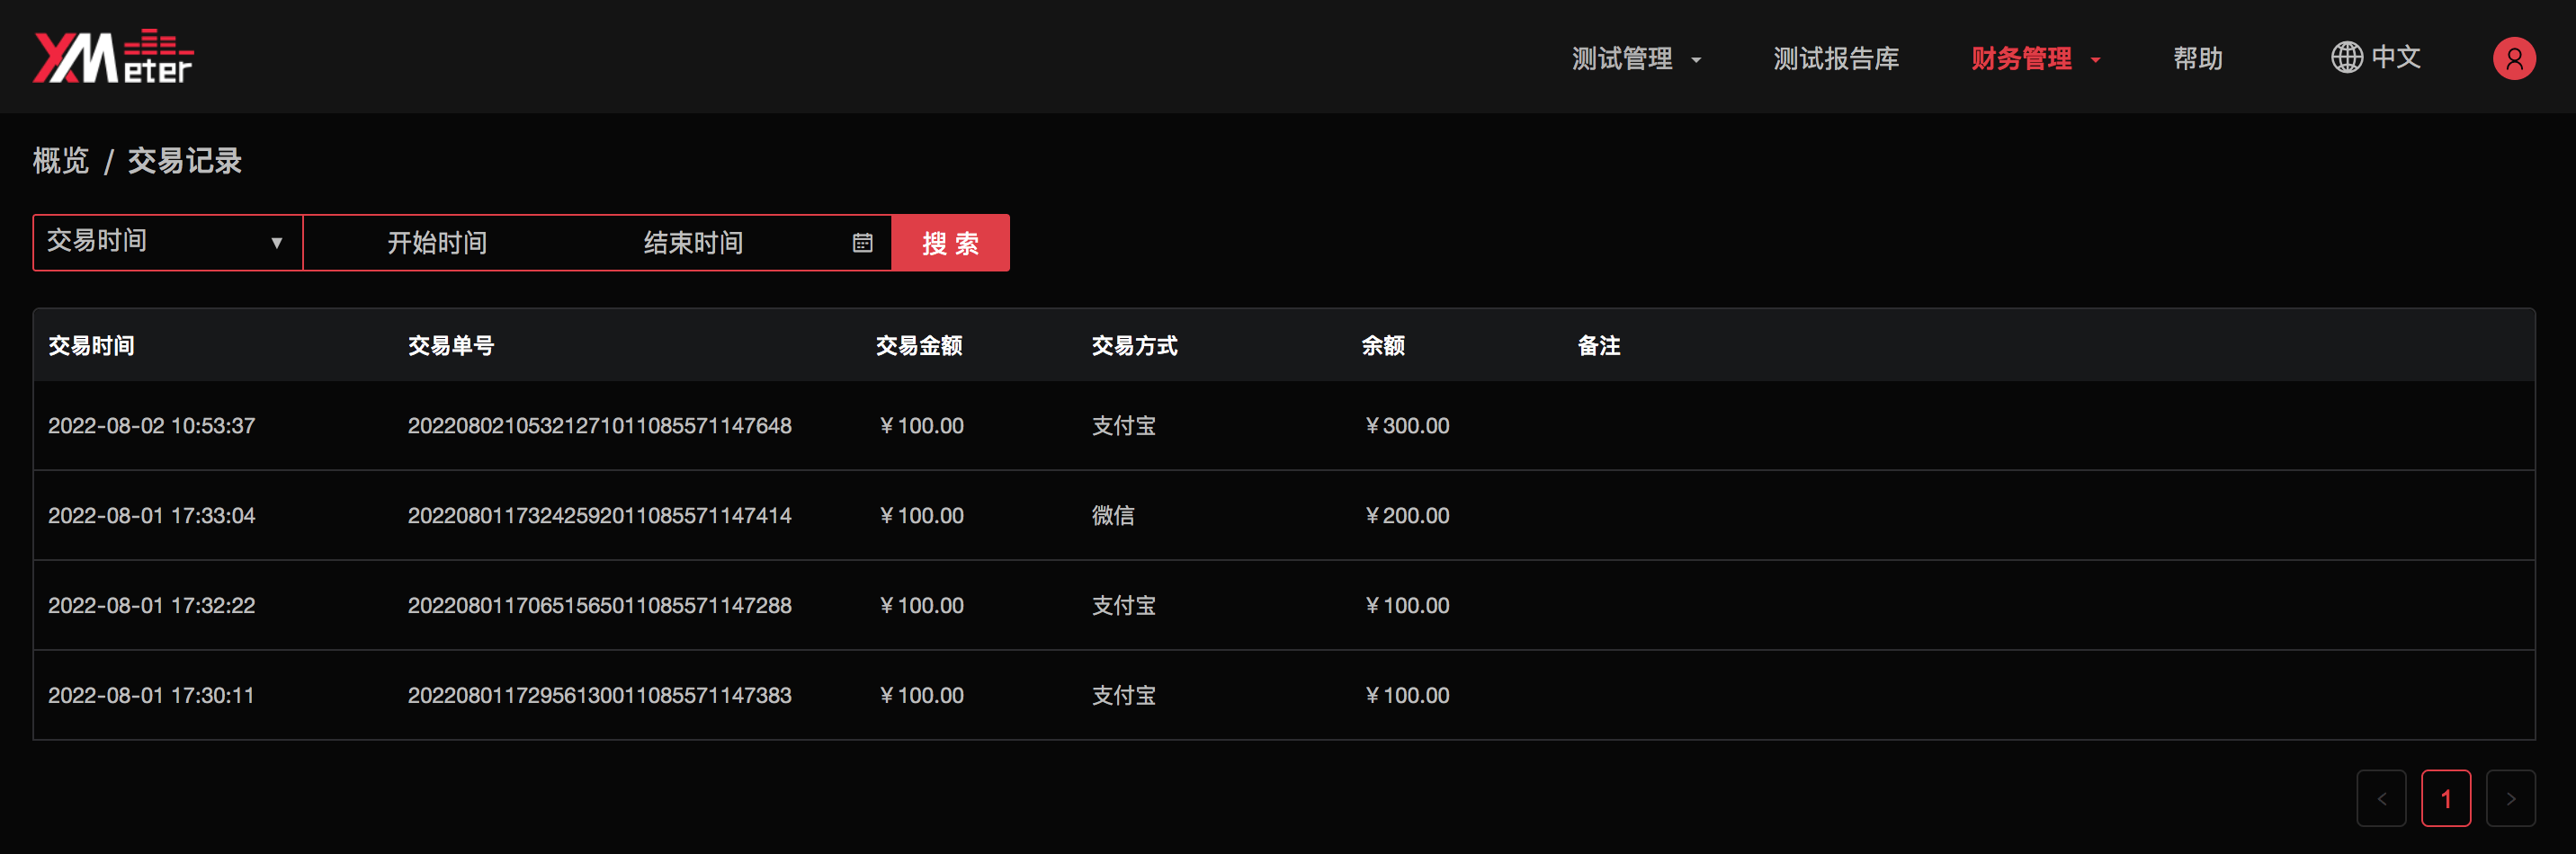 XMeter 测试管理 测试报告库 财务管理 帮助 中文
概览 / 交易记录
交易时间 ▼ 开始时间 结束时间 搜 索
交易时间 交易单号 交易金额 交易方式 余额 备注
2022-08-02 10:53:37 20220802105321271011085571147648 ¥100.00 支付宝 ¥300.00
2022-08-01 17:33:04 20220801173242592011085571147414 ¥100.00 微信 ¥200.00
2022-08-01 17:32:22 20220801170651565011085571147288 ¥100.00 支付宝 ¥100.00
2022-08-01 17:30:11 20220801172956130011085571147383 ¥100.00 支付宝 ¥100.00
< 1 >